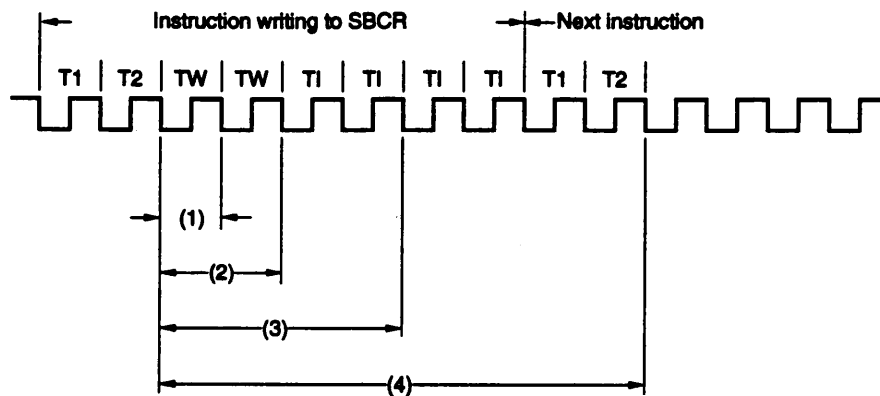 Instruction writing to SBCR Next instruction
T1 T2 TW TW TI TI TI TI T1 T2
(1)
(2)
(3)
(4)